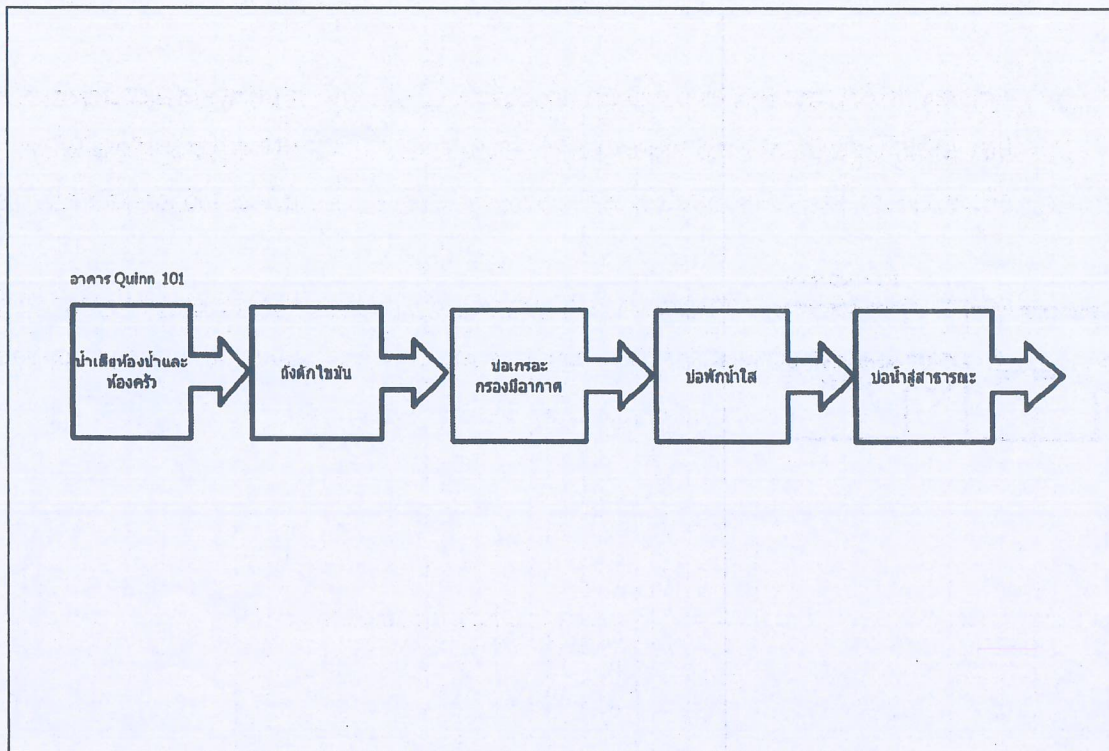 อาคาร Quinn 101
น้ำเสียห้องน้ำและ
ห้องครัว
ถังดักไขมัน
บ่อเกรอะ
กรองมีอากาศ
บ่อพักน้ำใส
บ่อน้ำสู่สาธารณะ